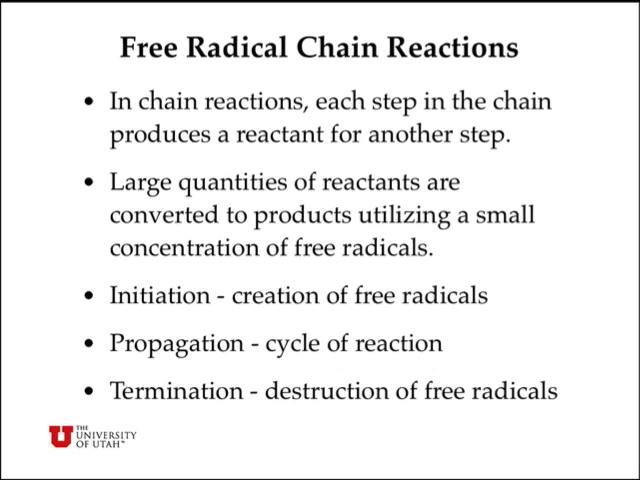 Free Radical Chain Reactions
• In chain reactions, each step in the chain
produces a reactant for another step.
• Large quantities of reactants are
converted to products utilizing a small
concentration of free radicals.
• Initiation - creation of free radicals
• Propagation - cycle of reaction
• Termination - destruction of free radicals
U THE
UNIVERSITY
OF UTAH™